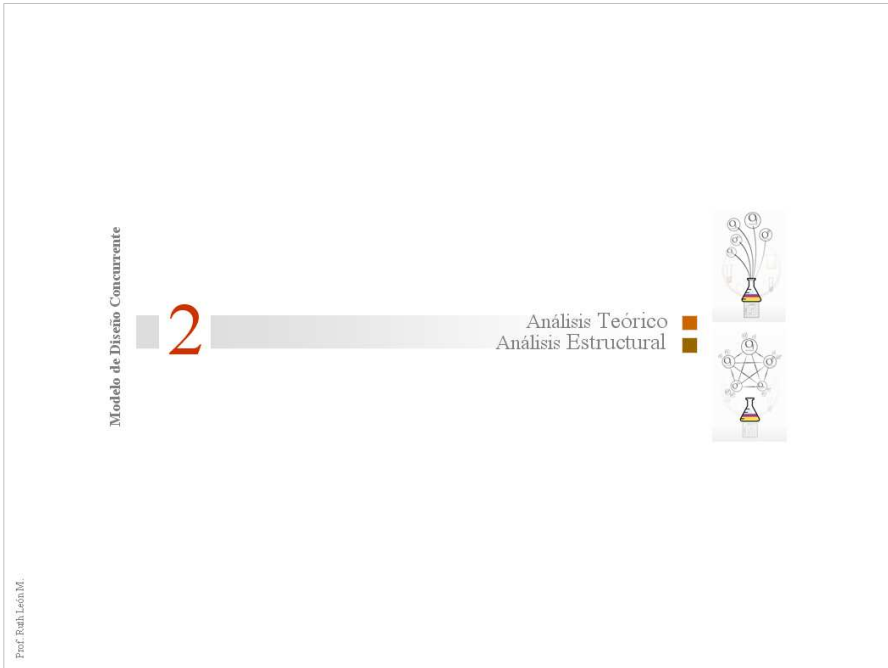 Modelo de Diseño Concurrente
2
Análisis Teórico
Análisis Estructural
Prof. Ruth León M.